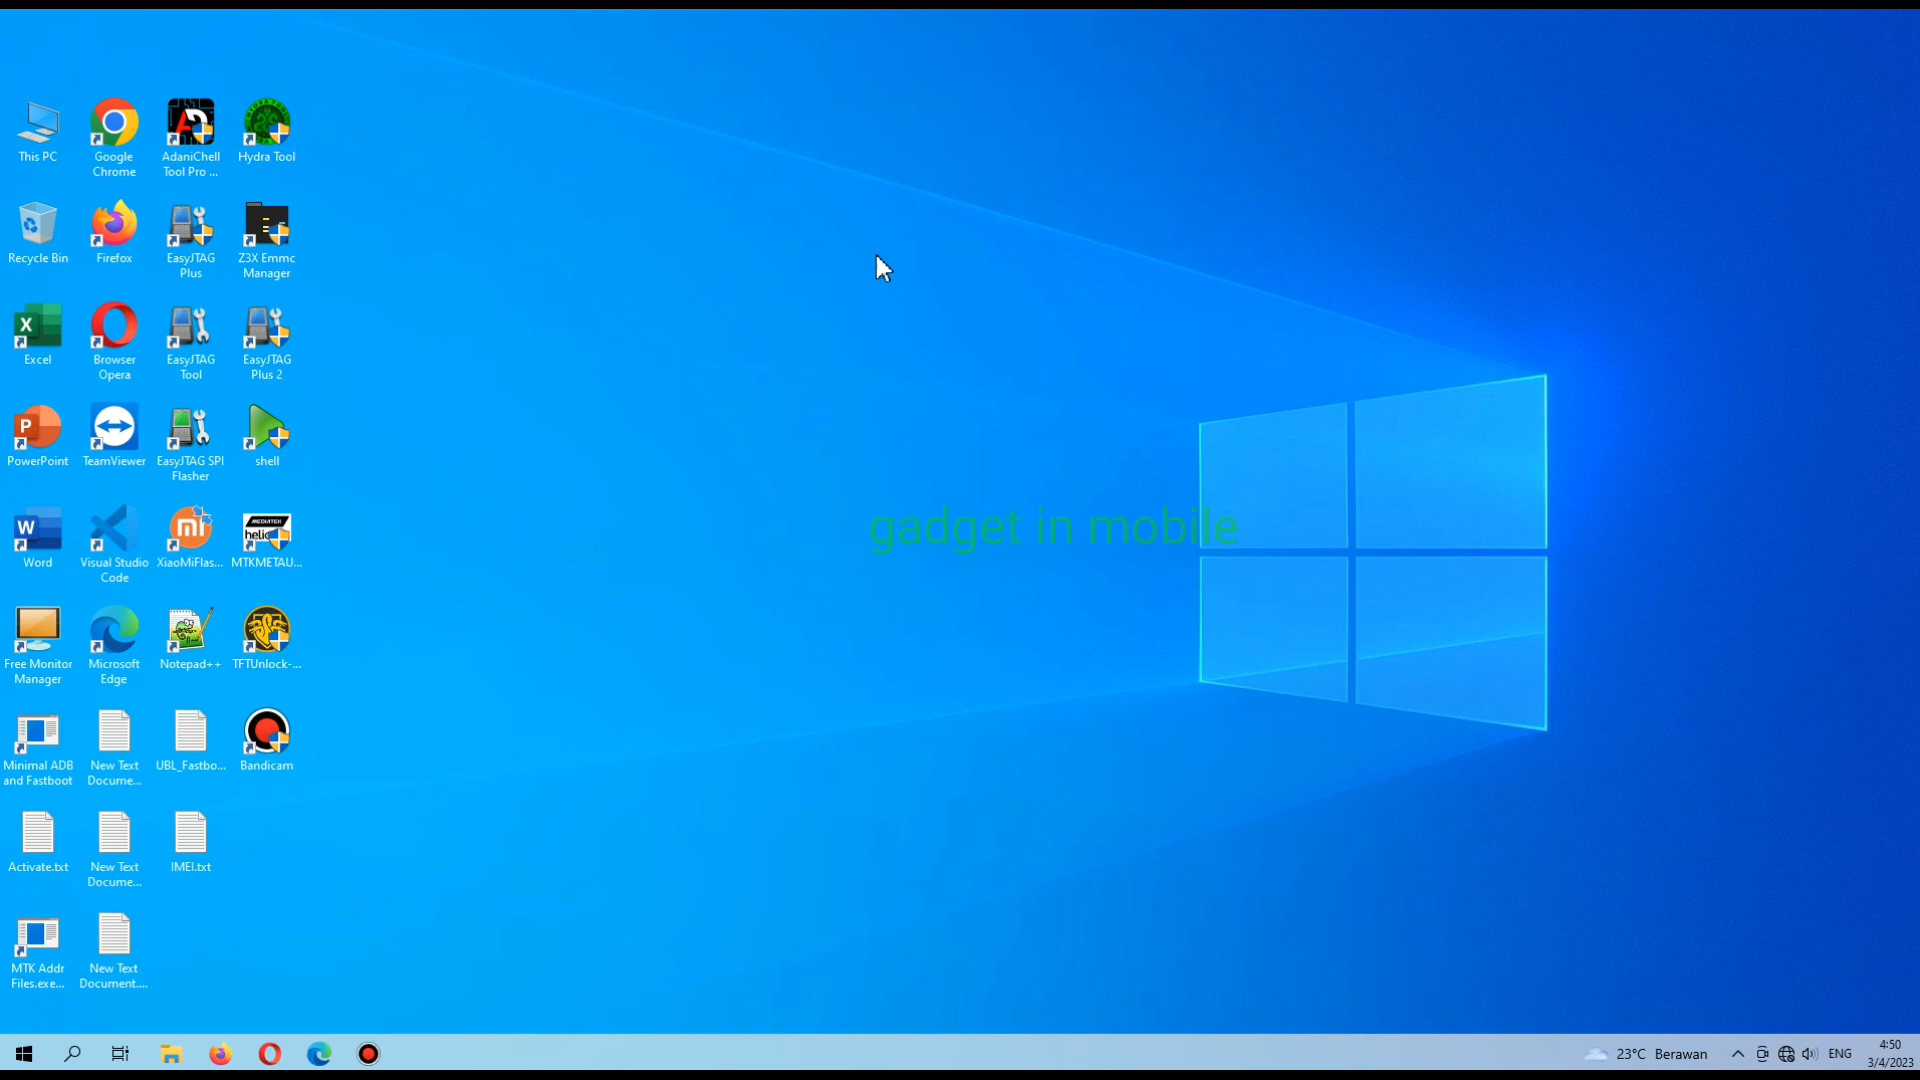 This PC
Google
Chrome
AdaniChell
Tool Pro ...
Hydra Tool
Recycle Bin
Firefox
EasyJTAG
Plus
Z3X Emmc
Manager
Excel
Browser
Opera
EasyJTAG
Tool
EasyJTAG
Plus 2
PowerPoint
TeamViewer
EasyJTAG SPI
Flasher
shell
Word
Visual Studio
Code
XiaoMiFlas...
MEDIATEK
MTKMETAU...
gadget in mobile
Free Monitor
Manager
Microsoft
Edge
Notepad++
TFTUnlock-...
Minimal ADB
and Fastboot
New Text
Docume...
UBL_Fastbo...
Bandicam
Activate.txt
New Text
Docume...
IMEI.txt
MTK Addr
Files.exe...
New Text
Document....
23°C Berawan
ENG
4:50
3/4/2023